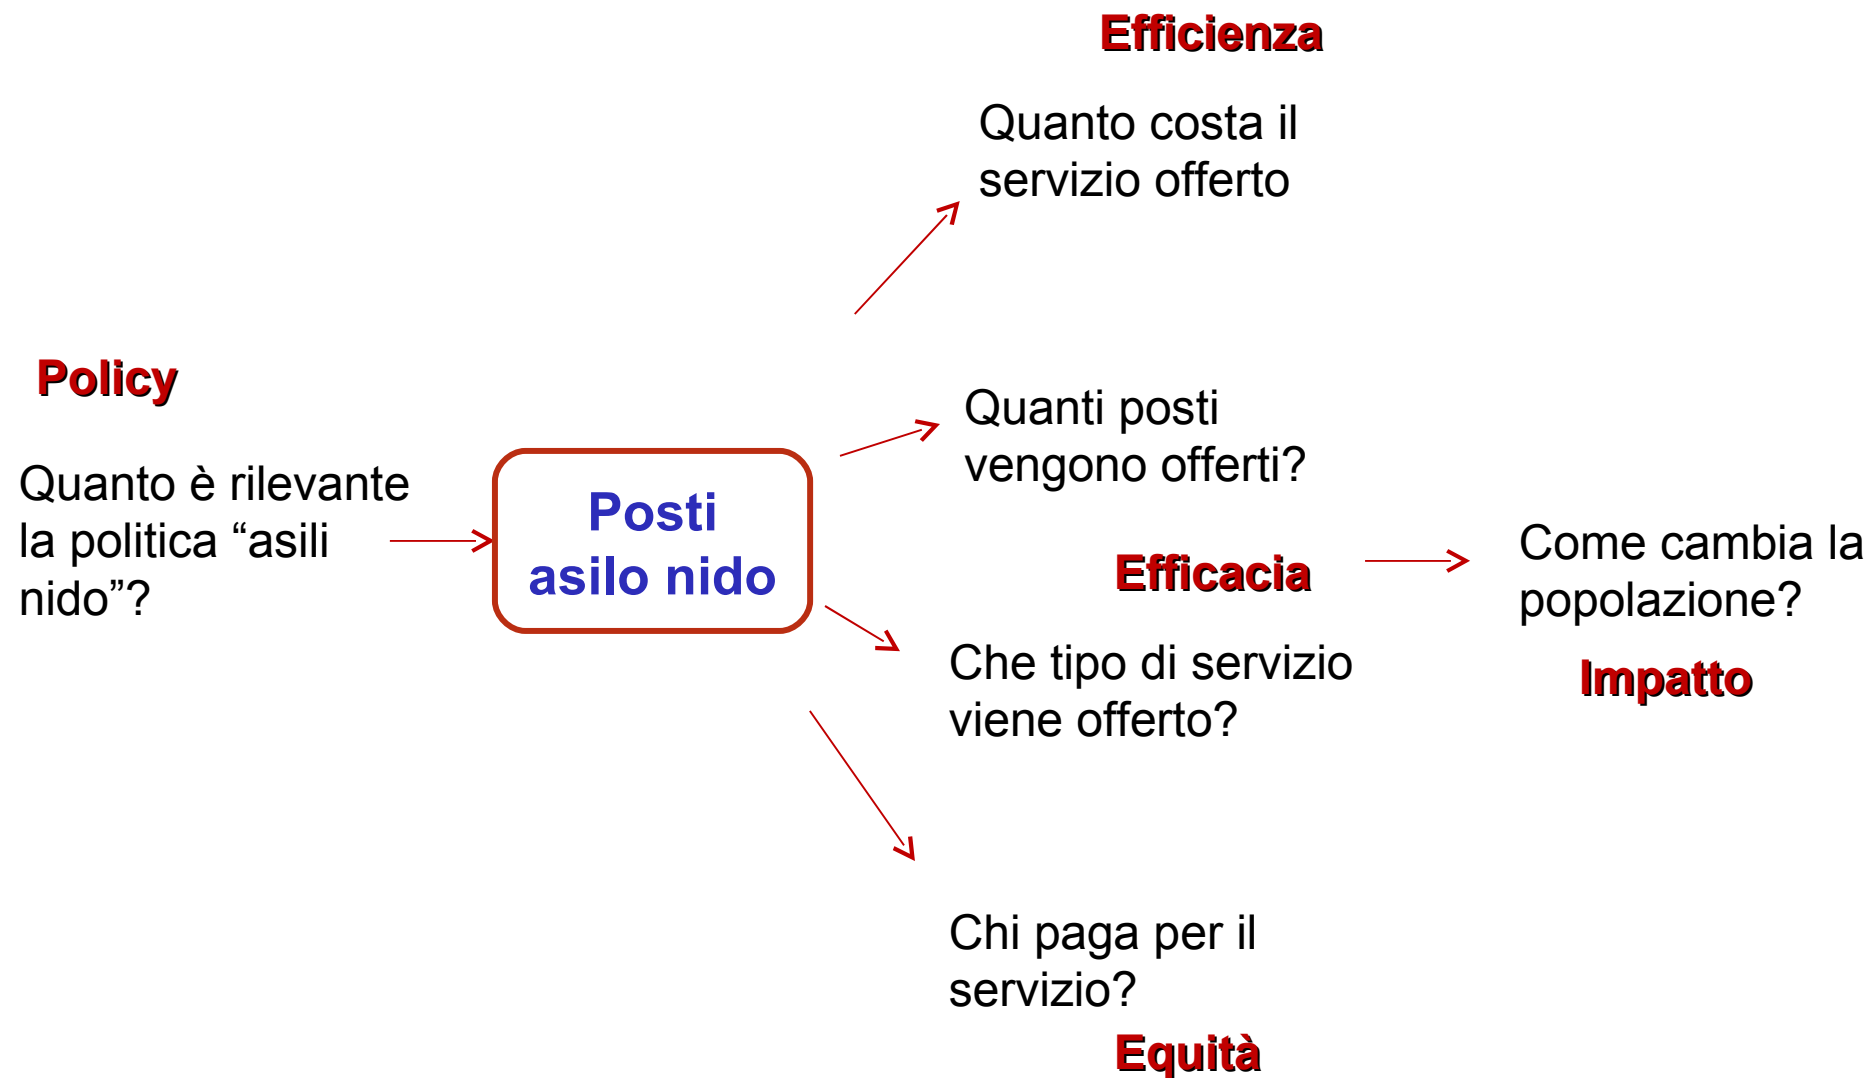 Efficienza
Quanto costa il
servizio offerto
Policy
Quanto è rilevante
la politica “asili
nido”?
Posti
asilo nido
Quanti posti
vengono offerti?
Efficacia
Che tipo di servizio
viene offerto?
Come cambia la
popolazione?
Impatto
Chi paga per il
servizio?
Equità